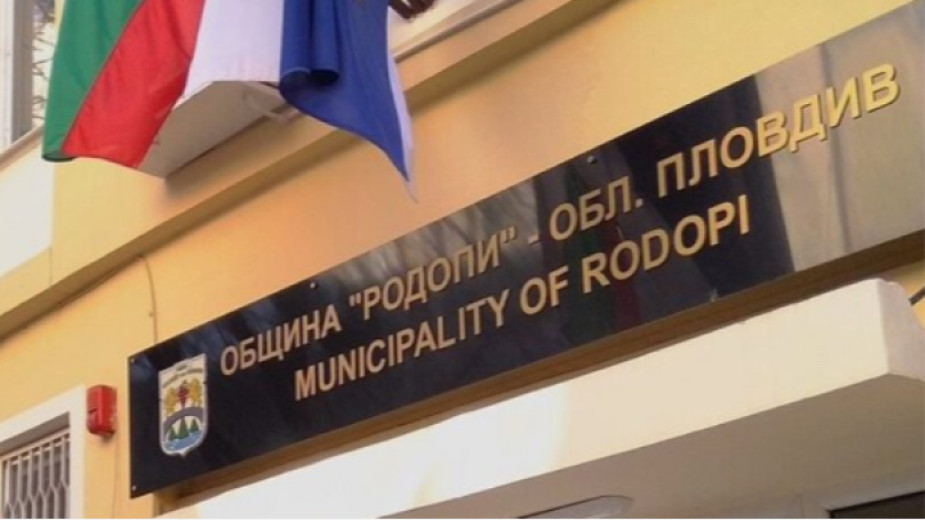 ОБЩИНА "РОДОПИ" - ОБЛ. ПЛОВДИВ
MUNICIPALITY OF RODOPI